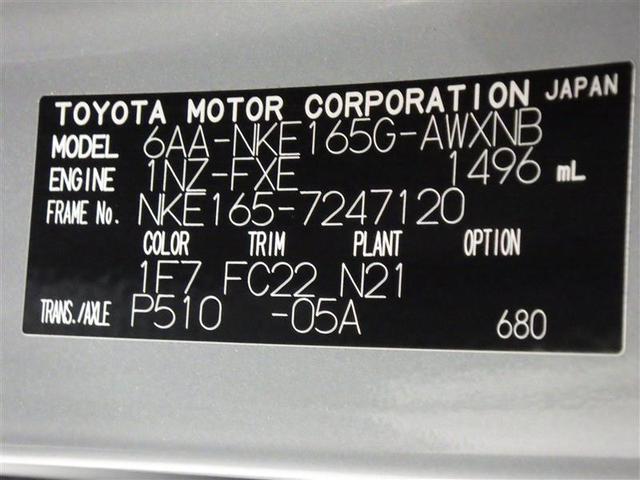 TOYOTA MOTOR CORPORATION JAPAN
MODEL 6AA-NKE165G-AWXNB
ENGINE 1NZ-FXE 1496 mL
FRAME No. NKE165-7247120
COLOR TRIM PLANT OPTION
1F7 FC22 N21
TRANS./AXLE P510 -05A 680